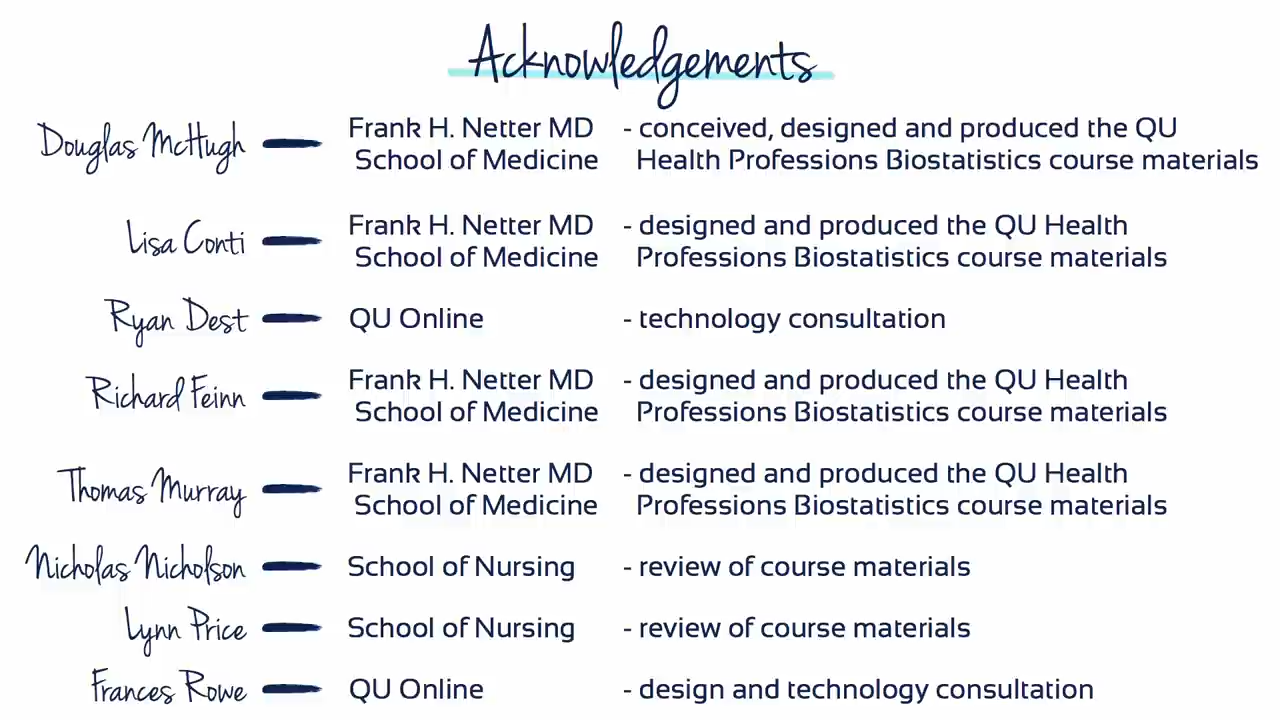 Acknowledgements
Douglas McHugh Frank H. Netter MD - conceived, designed and produced the QU
School of Medicine Health Professions Biostatistics course materials
Lisa Conti Frank H. Netter MD - designed and produced the QU Health
School of Medicine Professions Biostatistics course materials
Ryan Dest QU Online - technology consultation
Richard Feinn Frank H. Netter MD - designed and produced the QU Health
School of Medicine Professions Biostatistics course materials
Thomas Murray Frank H. Netter MD - designed and produced the QU Health
School of Medicine Professions Biostatistics course materials
Nicholas Nicholson School of Nursing - review of course materials
Lynn Price School of Nursing - review of course materials
Frances Rowe QU Online - design and technology consultation